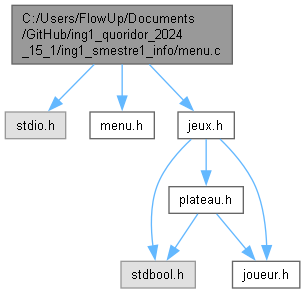 C:/Users/FlowUp/Documents
/GitHub/ing1_quoridor_2024
_15_1/ing1_smestre1_info/menu.c
stdio.h
menu.h
jeux.h
plateau.h
stdbool.h
joueur.h